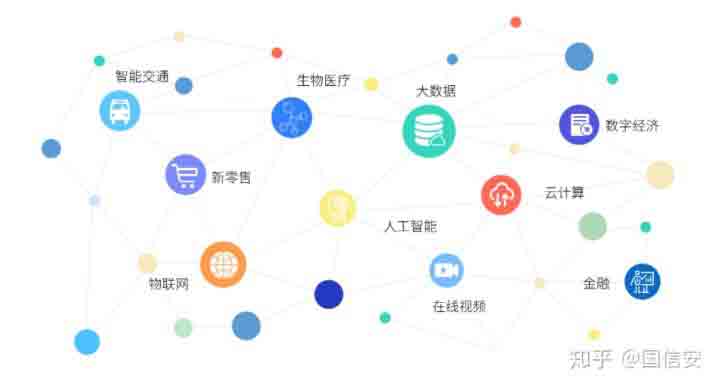 智能交通
生物医疗
大数据
数字经济
新零售
云计算
人工智能
物联网
在线视频
金融
知乎 @国信安